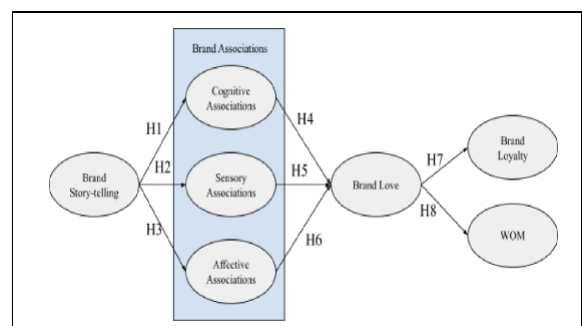 Brand Associations
Cognitive
Associations
H1
H4
Brand
Story-telling
H2
Sensory
Associations
H5
Brand Love
H7
Brand
Loyalty
H3
H8
WOM
Affective
Associations
H6